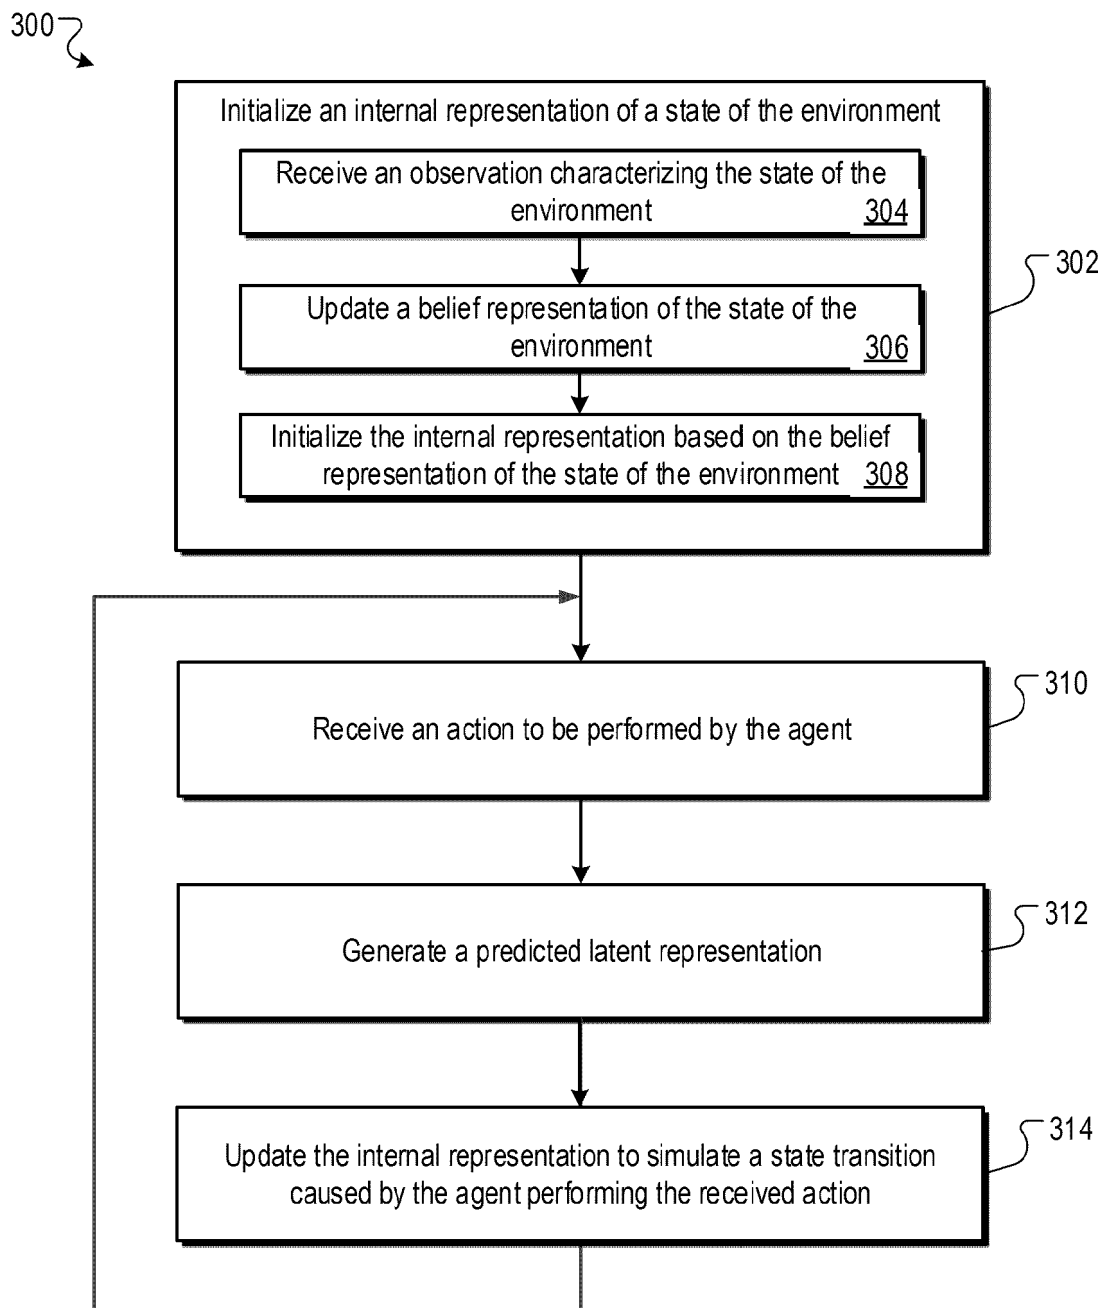 300
Initialize an internal representation of a state of the environment
Receive an observation characterizing the state of the
environment
304
302
Update a belief representation of the state of the
environment
306
Initialize the internal representation based on the belief
representation of the state of the environment
308
310
Receive an action to be performed by the agent
312
Generate a predicted latent representation
314
Update the internal representation to simulate a state transition
caused by the agent performing the received action